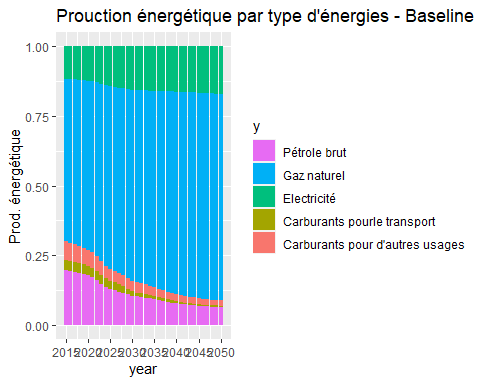 Prouction énergétique par type d'énergies - Baseline
1.00
0.75
0.50
0.25
0.00
Prod. énergétique
2015 2020 2025 2030 2035 2040 2045 2050
year
y
Pétrole brut
Gaz naturel
Electricité
Carburants pourle transport
Carburants pour d'autres usages